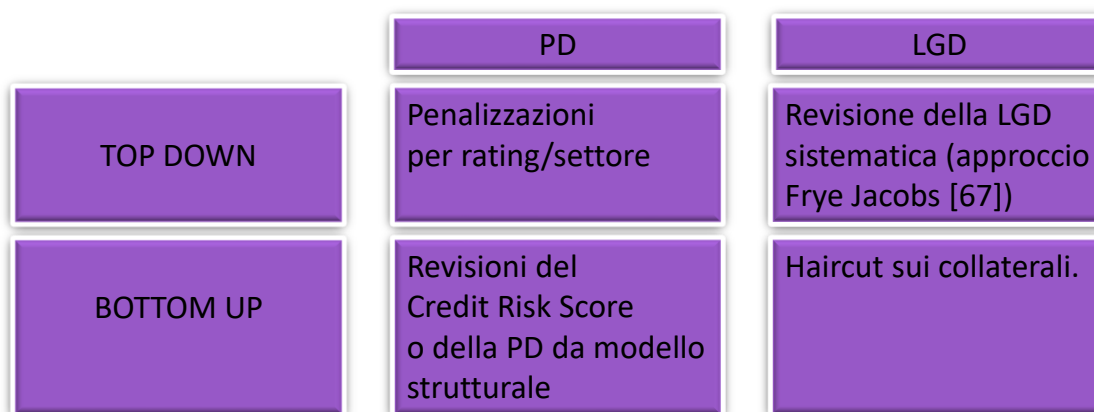 PD
LGD
TOP DOWN
Penalizzazioni
per rating/settore
Revisione della LGD
sistematica (approccio
Frye Jacobs [67])
BOTTOM UP
Revisioni del
Credit Risk Score
o della PD da modello
strutturale
Haircut sui collaterali.